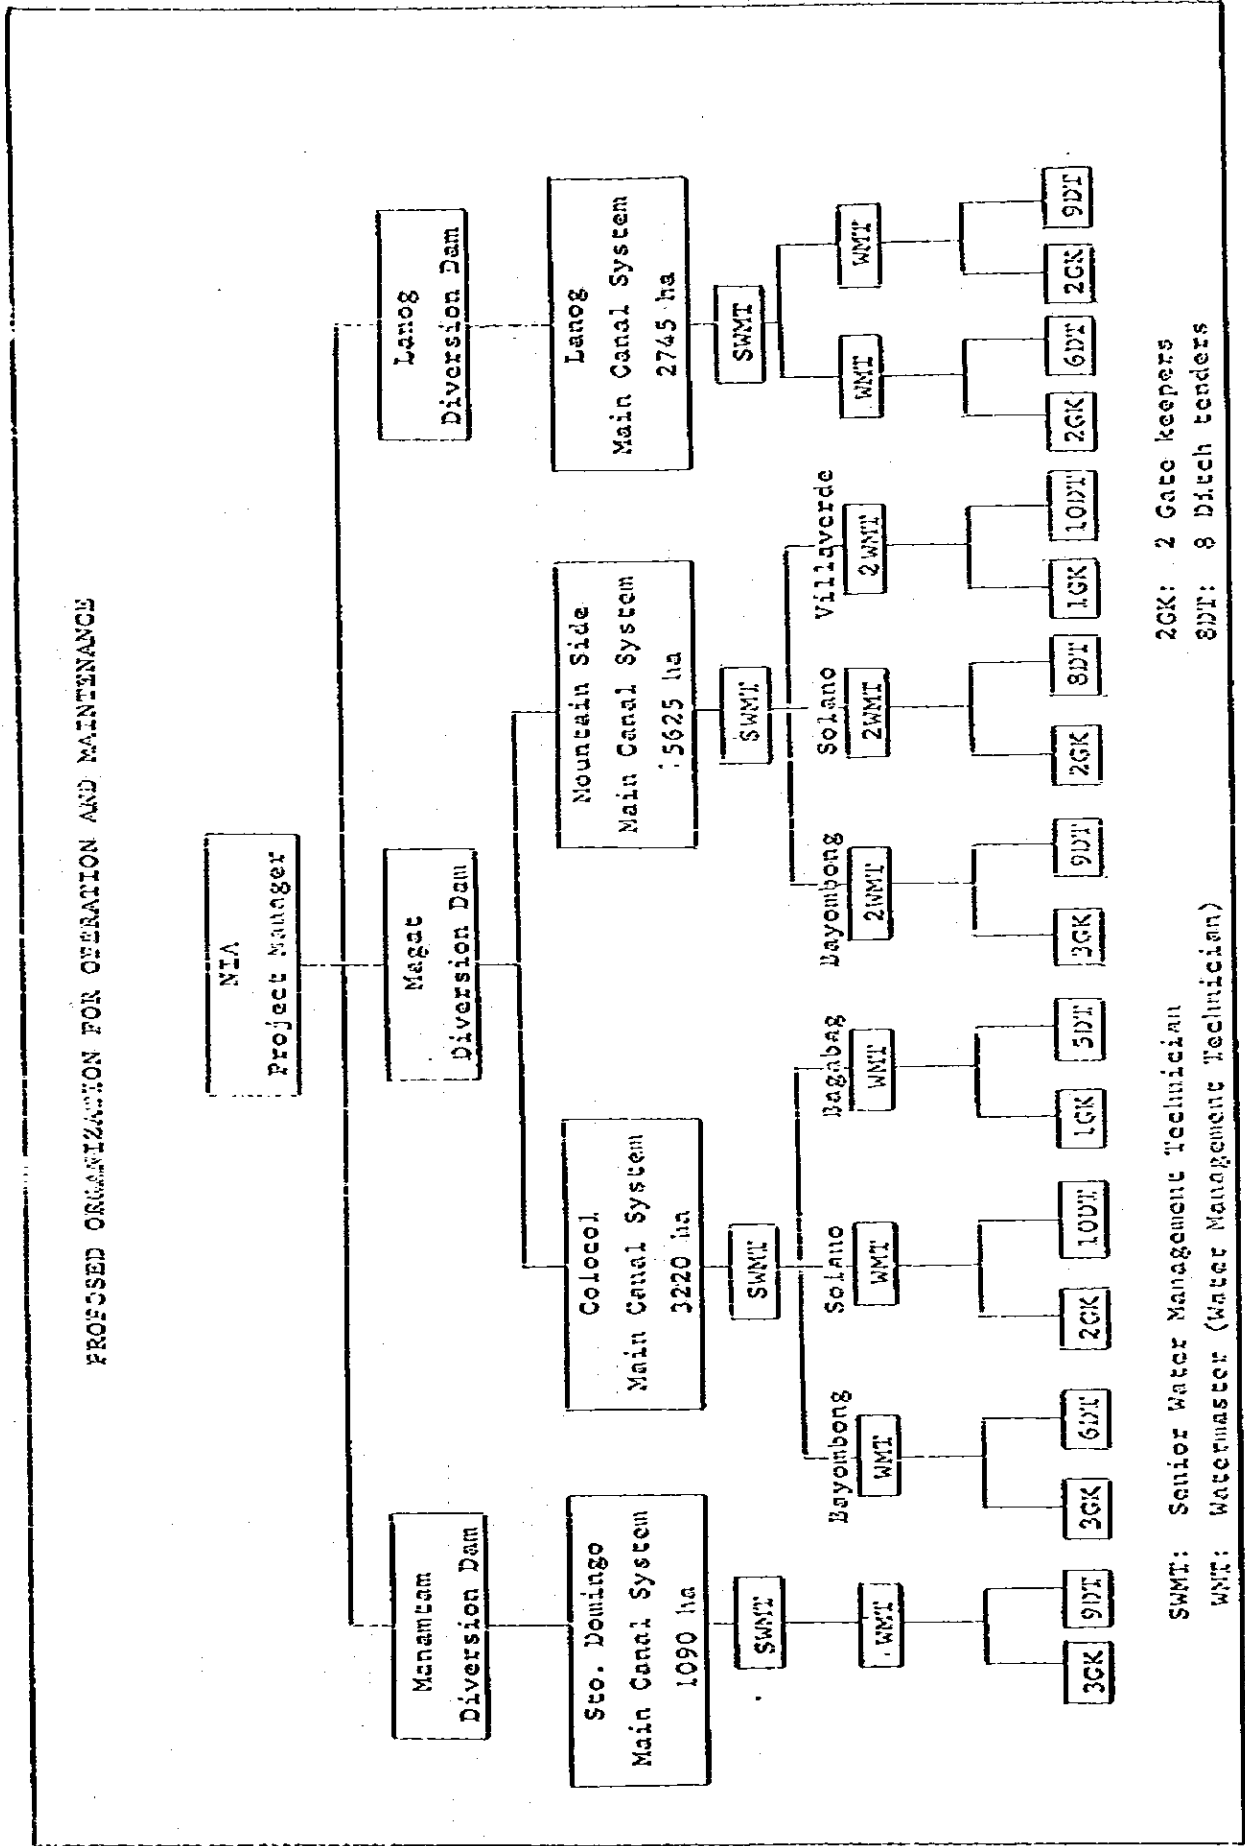 PROPOSED ORGANIZATION FOR OPERATION AND MAINTENANCE
NIA
Project Manager
Manamtam
Diversion Dam
Magat
Diversion Dam
Lanog
Diversion Dam
Sto. Domingo
Main Canal System
1090 ha
Colocol
Main Canal System
3220 ha
Mountain Side
Main Canal System
5625 ha
Lanog
Main Canal System
2745 ha
SWMT
SWMT
SWMT
SWMT
Bayombong
Solano
Bagabag
Bayombong
Solano
Villaverde
WMT
WMT
WMT
WMT
2WMT
2WMT
2WMT
WMT
WMT
3GK
9DT
3GK
6DT
2GK
10DT
1GK
5DT
3GK
9DT
2GK
8DT
1GK
10DT
2GK
6DT
2GK
9DT
SWMT: Senior Water Management Technician
2GK: 2 Gate keepers
WMT: Watermaster (Water Management Technician)
8DT: 8 Ditch tenders